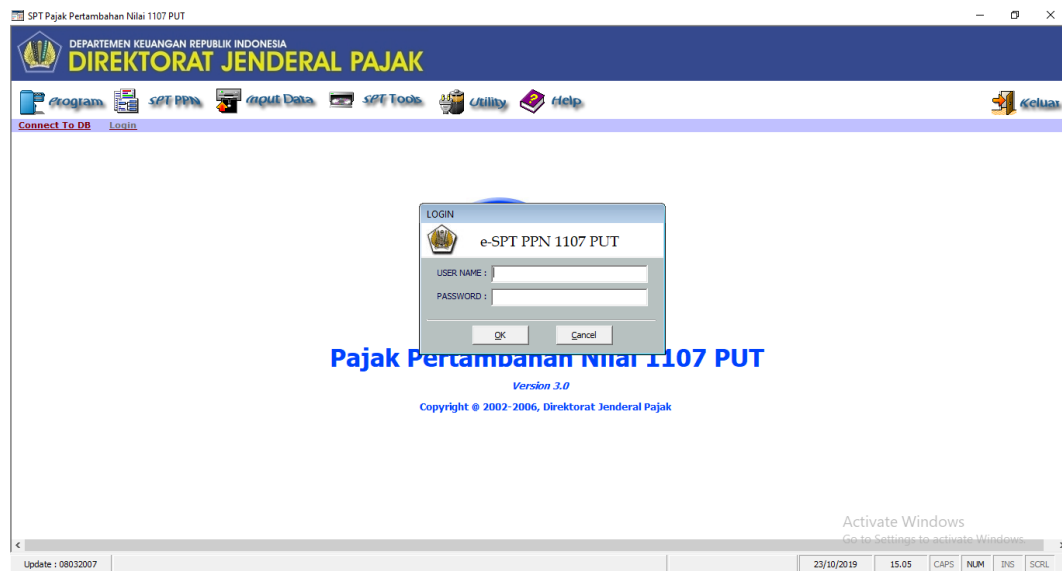 SPT Pajak Pertambahan Nilai 1107 PUT
DEPARTEMEN KEUANGAN REPUBLIK INDONESIA
DIREKTORAT JENDERAL PAJAK
Program SPT PPN Input Data SPT Tools Utility Help Keluar
Connect To DB Login
LOGIN
e-SPT PPN 1107 PUT
USER NAME :
PASSWORD :
OK Cancel
Pajak Pertambahan Nilai 1107 PUT
Version 3.0
Copyright @ 2002-2006, Direktorat Jenderal Pajak
Activate Windows
Go to Settings to activate Windows.
Update : 08032007 23/10/2019 15.05 CAPS NUM INS SCRL